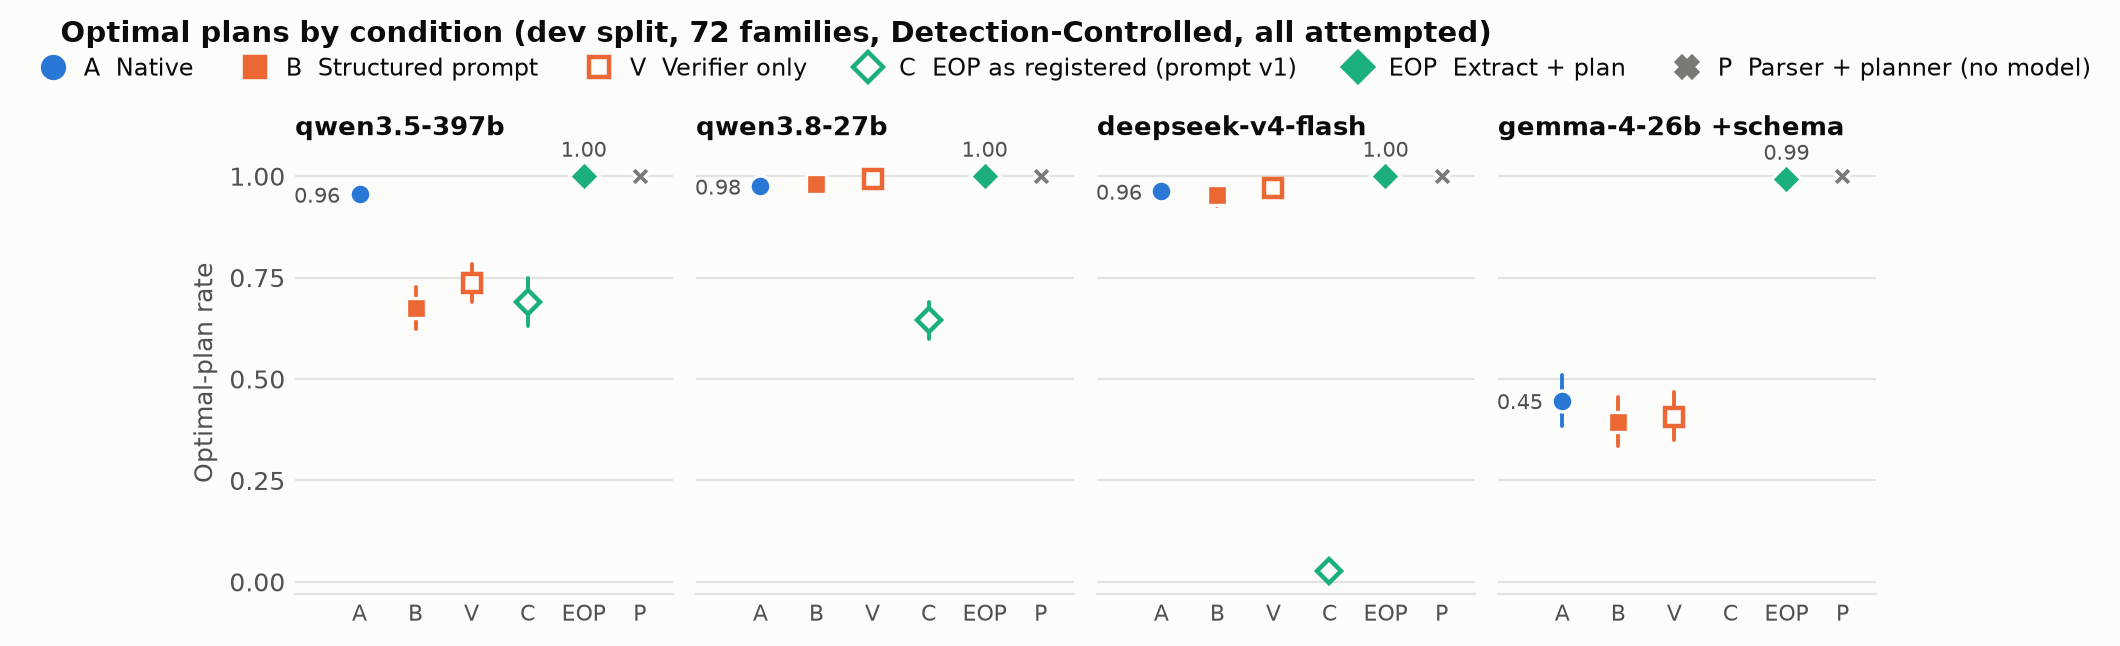 Optimal plans by condition (dev split, 72 families, Detection-Controlled, all attempted)
A Native B Structured prompt V Verifier only C EOP as registered (prompt v1) EOP Extract + plan P Parser + planner (no model)
qwen3.5-397b qwen3.8-27b deepseek-v4-flash gemma-4-26b +schema
1.00 1.00 1.00 0.99
1.00
0.96 0.98 0.96
0.75
0.50
0.45
0.25
0.00
Optimal-plan rate
A B V C EOP P A B V C EOP P A B V C EOP P A B V C EOP P